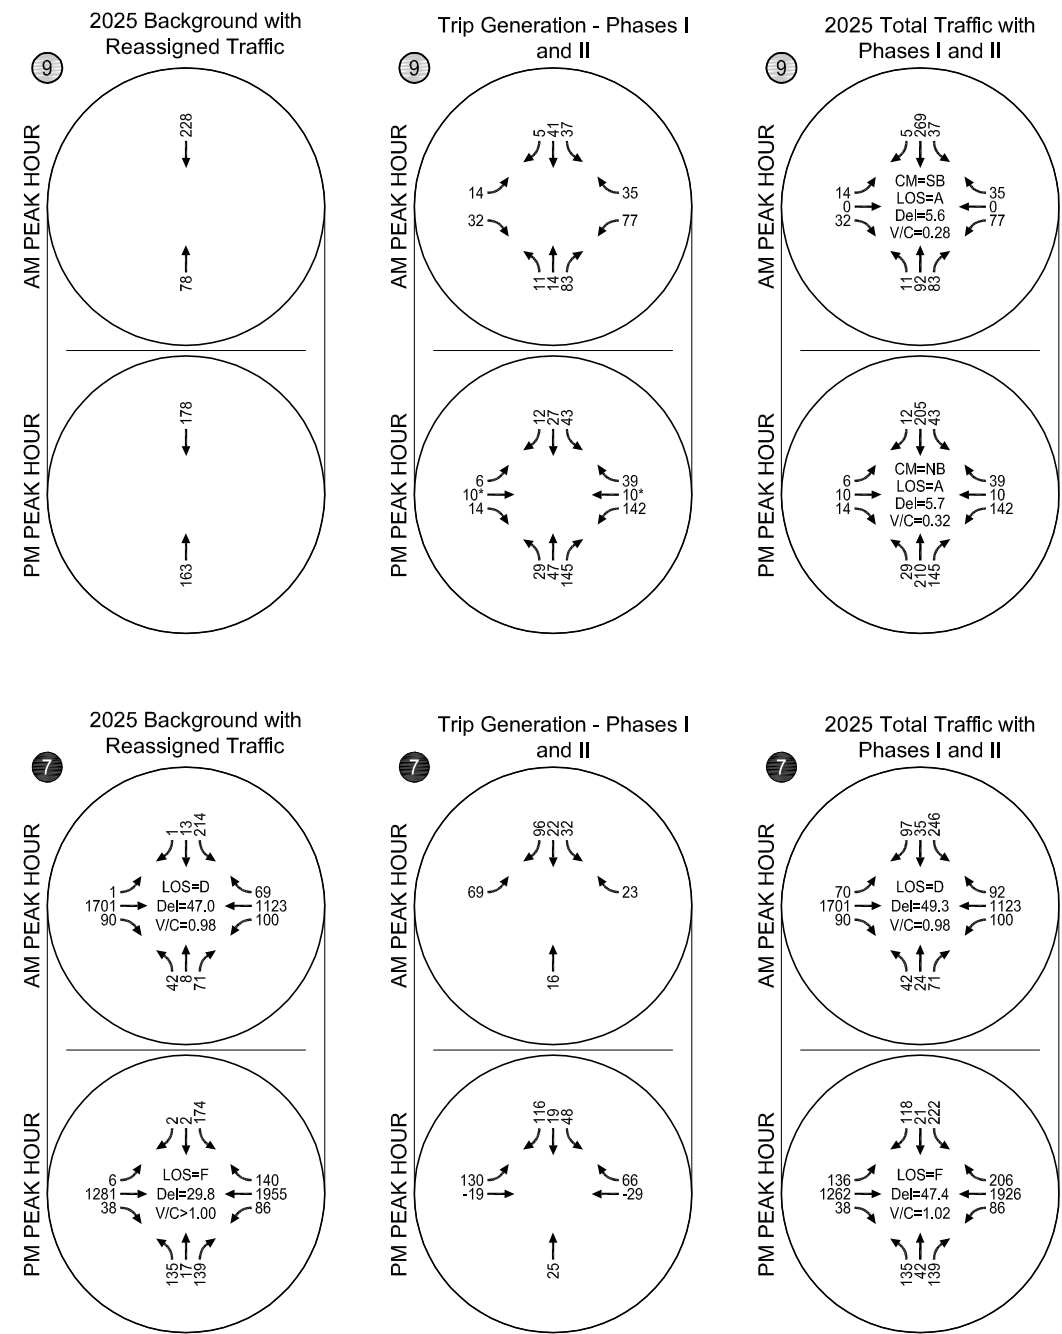 2025 Background with
Reassigned Traffic
9
AM PEAK HOUR
228
78
PM PEAK HOUR
178
163
Trip Generation - Phases I
and II
9
AM PEAK HOUR
5 41 37
14
32
35
77
11 14 83
PM PEAK HOUR
12 27 43
6
10*
14
39
10*
142
29 47 145
2025 Total Traffic with
Phases I and II
9
AM PEAK HOUR
5 269 37
14
0
32
CM=SB
LOS=A
Del=5.6
V/C=0.28
35
0
77
11 92 83
PM PEAK HOUR
12 205 43
6
10
14
CM=NB
LOS=A
Del=5.7
V/C=0.32
39
10
142
29 210 145
2025 Background with
Reassigned Traffic
7
AM PEAK HOUR
1 13 214
1
1701
90
LOS=D
Del=47.0
V/C=0.98
69
1123
100
42 8 71
PM PEAK HOUR
2 2 174
6
1281
38
LOS=F
Del=29.8
V/C>1.00
140
1955
86
135 17 139
Trip Generation - Phases I
and II
7
AM PEAK HOUR
96 22 32
69
23
16
PM PEAK HOUR
116 19 48
130
-19
66
-29
25
2025 Total Traffic with
Phases I and II
7
AM PEAK HOUR
97 35 246
70
1701
90
LOS=D
Del=49.3
V/C=0.98
92
1123
100
42 24 71
PM PEAK HOUR
118 21 222
136
1262
38
LOS=F
Del=47.4
V/C=1.02
206
1926
86
135 42 139